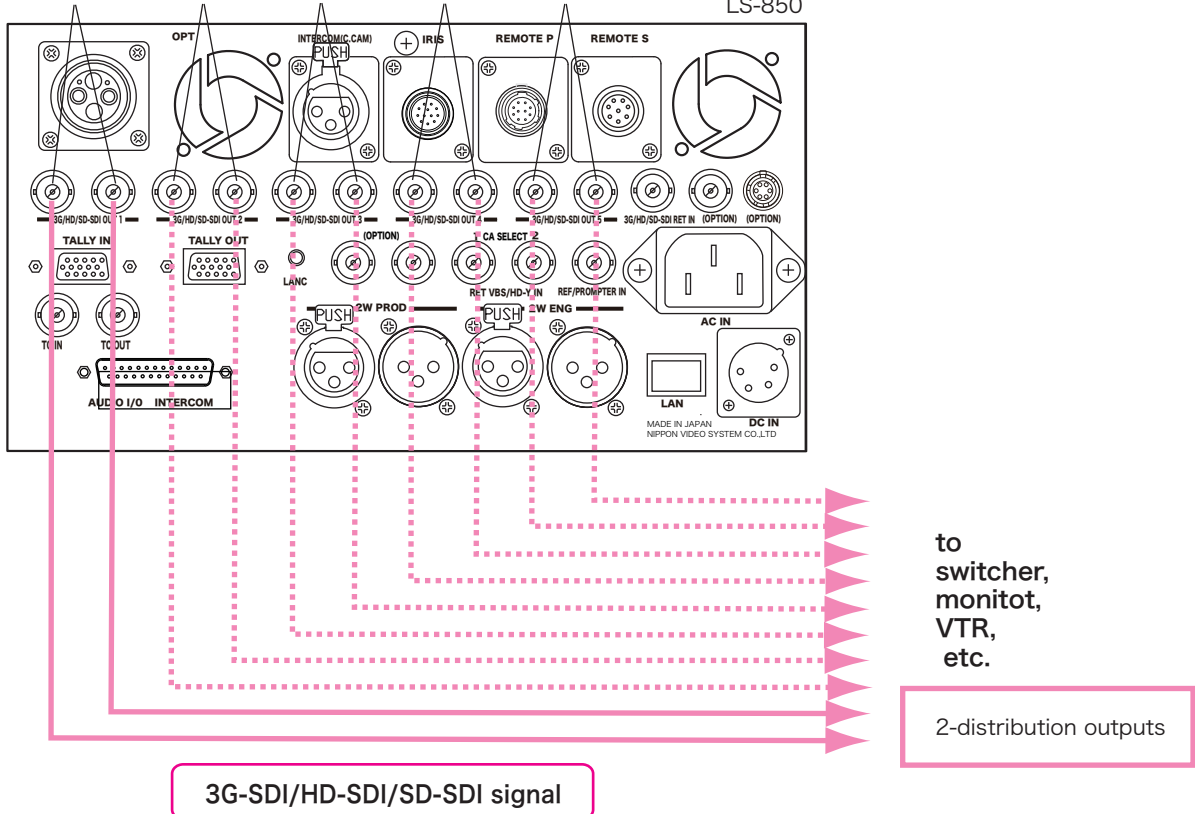 LS-850
OPT
INTERCOM(C.CAM)
PUSH
IRIS
REMOTE P
REMOTE S
3G/HD/SD-SDI OUT 1
3G/HD/SD-SDI OUT 2
3G/HD/SD-SDI OUT 3
3G/HD/SD-SDI OUT 4
3G/HD/SD-SDI OUT 5
3G/HD/SD-SDI RET IN
(OPTION)
(OPTION)
TALLY IN
TALLY OUT
LANC
(OPTION)
1 CA SELECT 2
RET VBS/HD-Y IN
REF/PROMPTER IN
AC IN
TC IN
TC OUT
2W PROD
PUSH
PUSH
2W ENG
AUDIO I/O
INTERCOM
LAN
DC IN
MADE IN JAPAN
NIPPON VIDEO SYSTEM CO.,LTD
to
switcher,
monitot,
VTR,
etc.
2-distribution outputs
3G-SDI/HD-SDI/SD-SDI signal